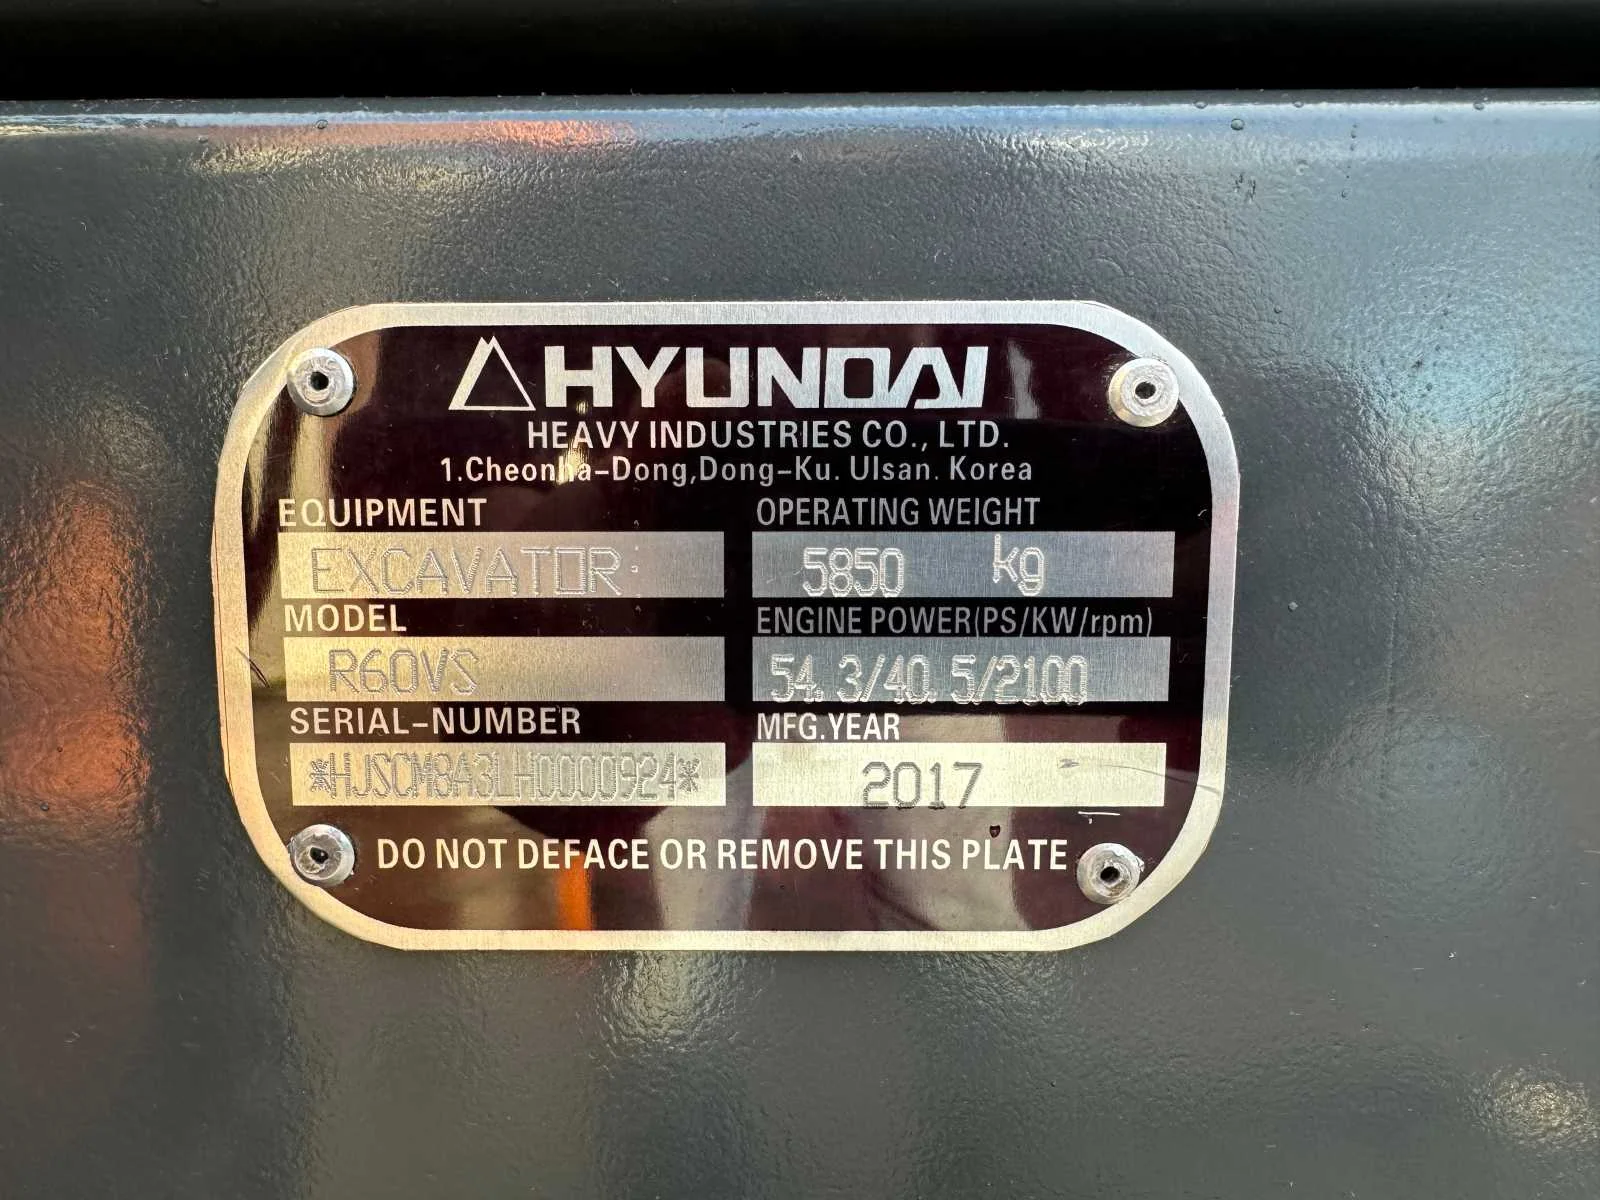 HYUNDAI
HEAVY INDUSTRIES CO., LTD.
1.Cheonha-Dong,Dong-Ku. Ulsan. Korea
EQUIPMENT OPERATING WEIGHT
EXCAVATOR 5850 kg
MODEL ENGINE POWER(PS/KW/rpm)
R60VS 54.3/40.5/2100
SERIAL-NUMBER MFG.YEAR
*HJSCM8A3LH0000924* 2017
DO NOT DEFACE OR REMOVE THIS PLATE